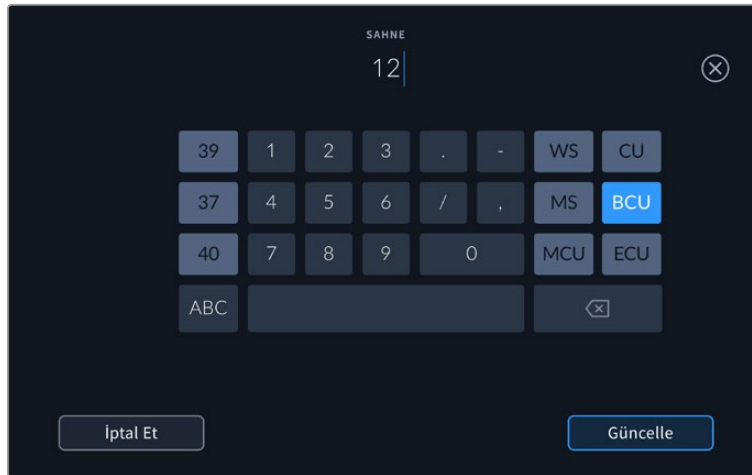 SAHNE
12
39 1 2 3 . - WS CU
37 4 5 6 / , MS BCU
40 7 8 9 0 MCU ECU
ABC
İptal Et Güncelle